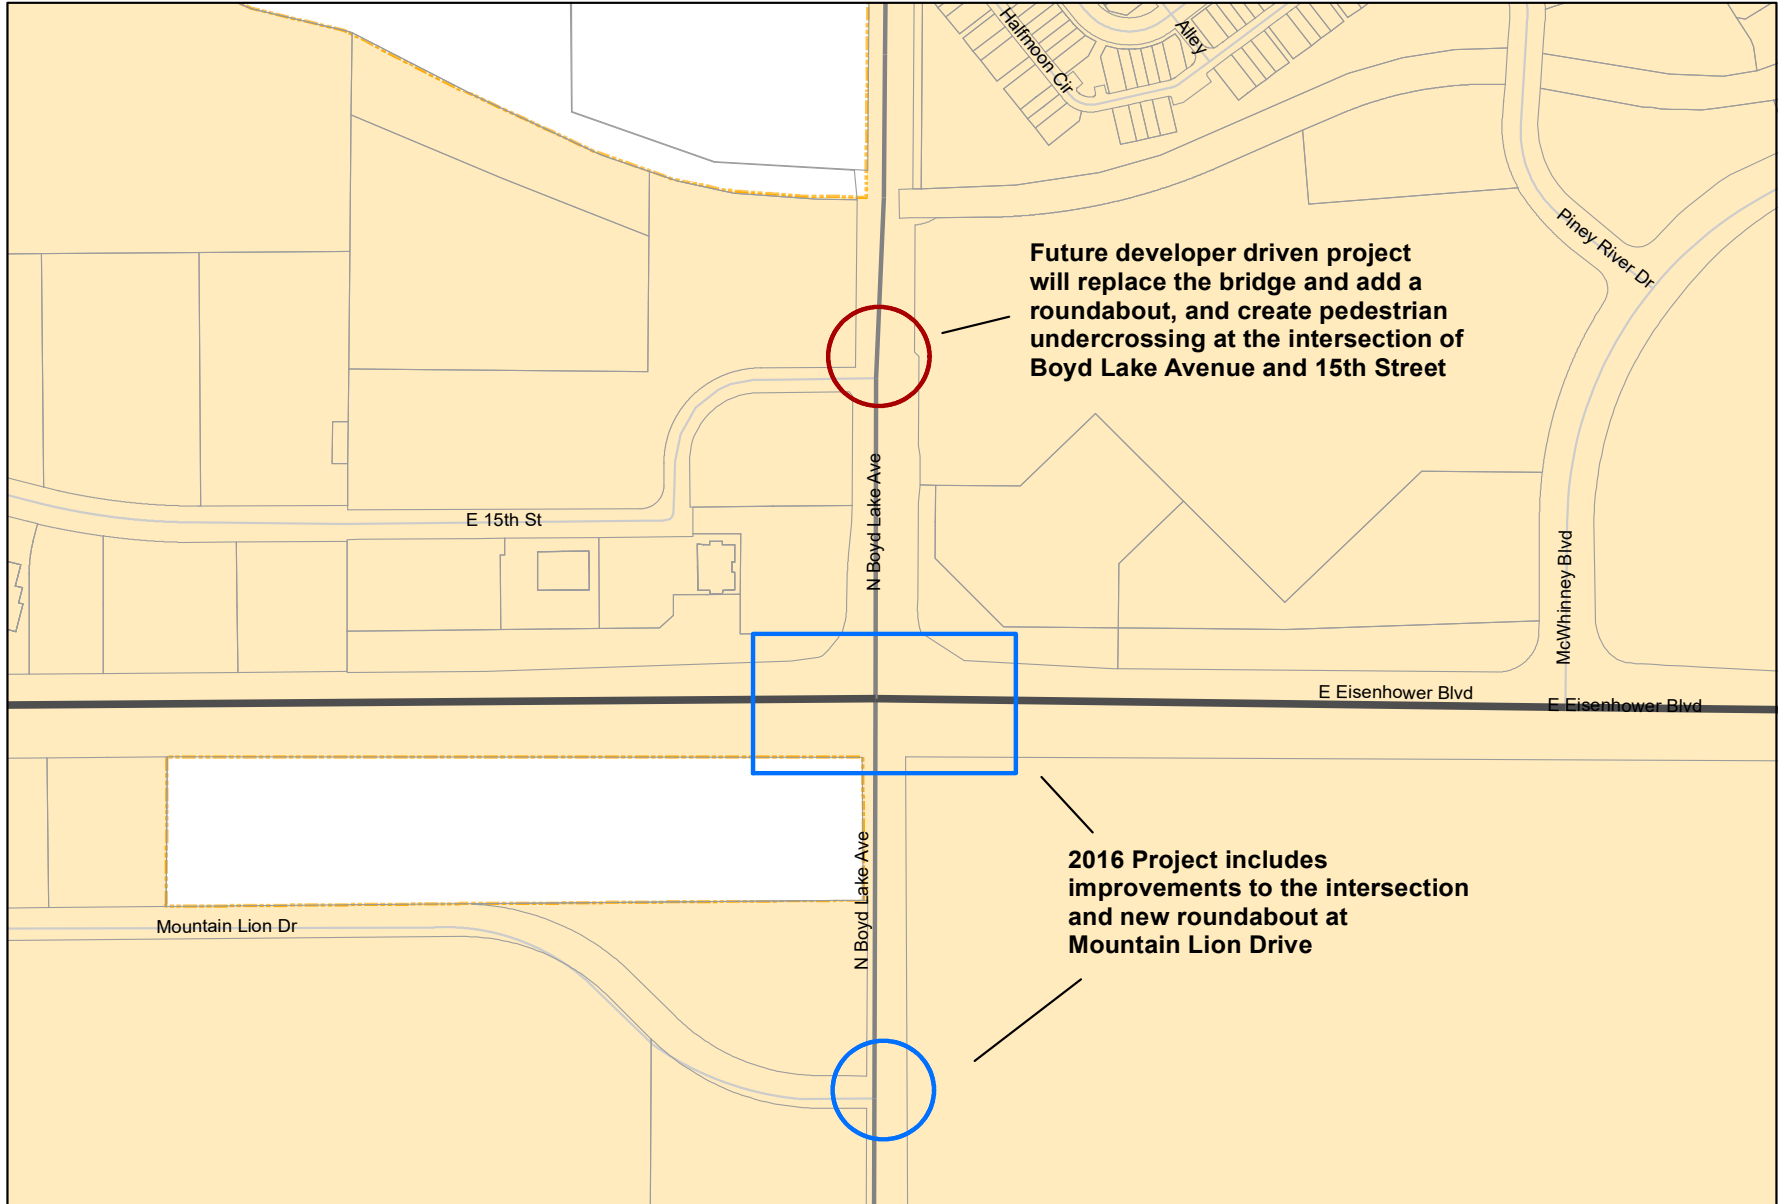 Halfmoon Cir
Alley
Piney River Dr
Future developer driven project
will replace the bridge and add a
roundabout, and create pedestrian
undercrossing at the intersection of
Boyd Lake Avenue and 15th Street
N Boyd Lake Ave
E 15th St
McWhinney Blvd
E Eisenhower Blvd
E Eisenhower Blvd
N Boyd Lake Ave
Mountain Lion Dr
2016 Project includes
improvements to the intersection
and new roundabout at
Mountain Lion Drive